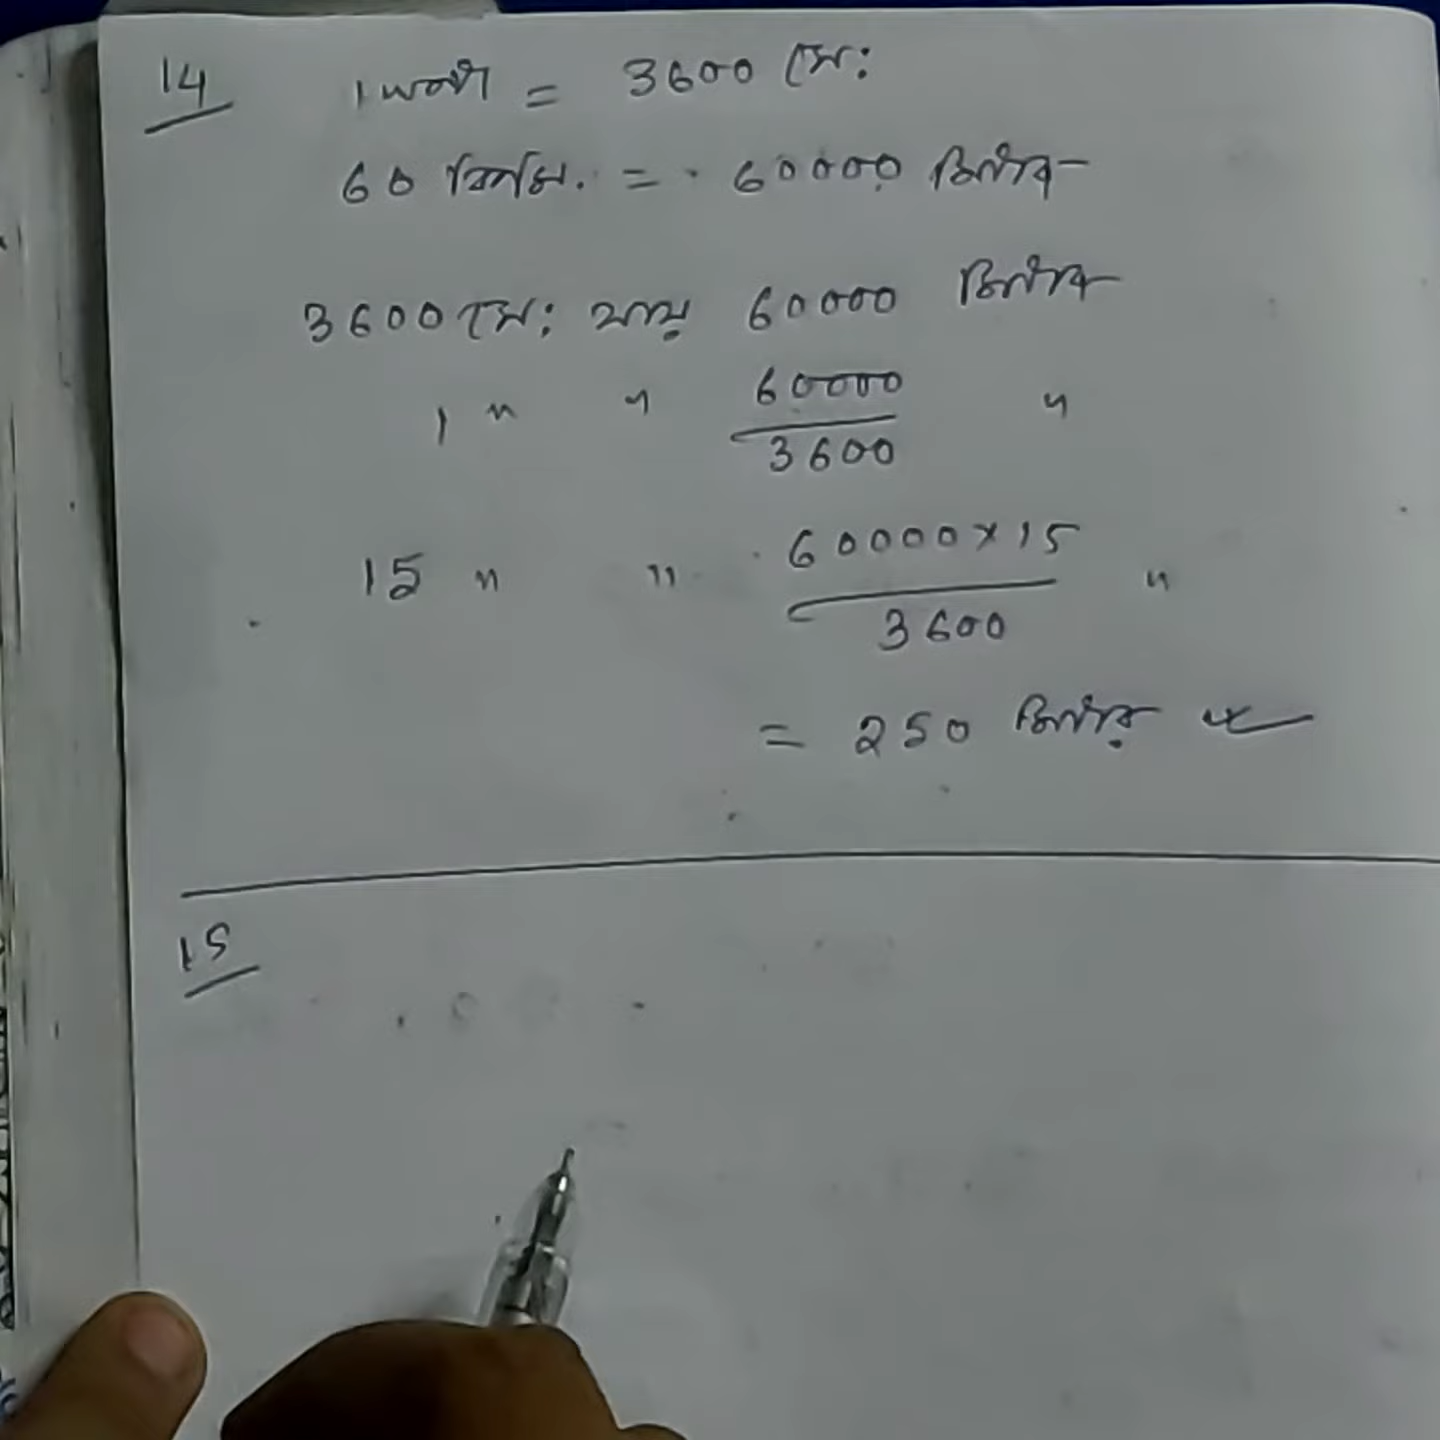 14
1 ঘণ্টা = 3600 সে:
60 কিমি. = 60000 মিটার
3600 সে: যায় 60000 মিটার
1 " " 60000 "
3600
15 " " 60000 x 15 "
3600
= 250 মিটার
15